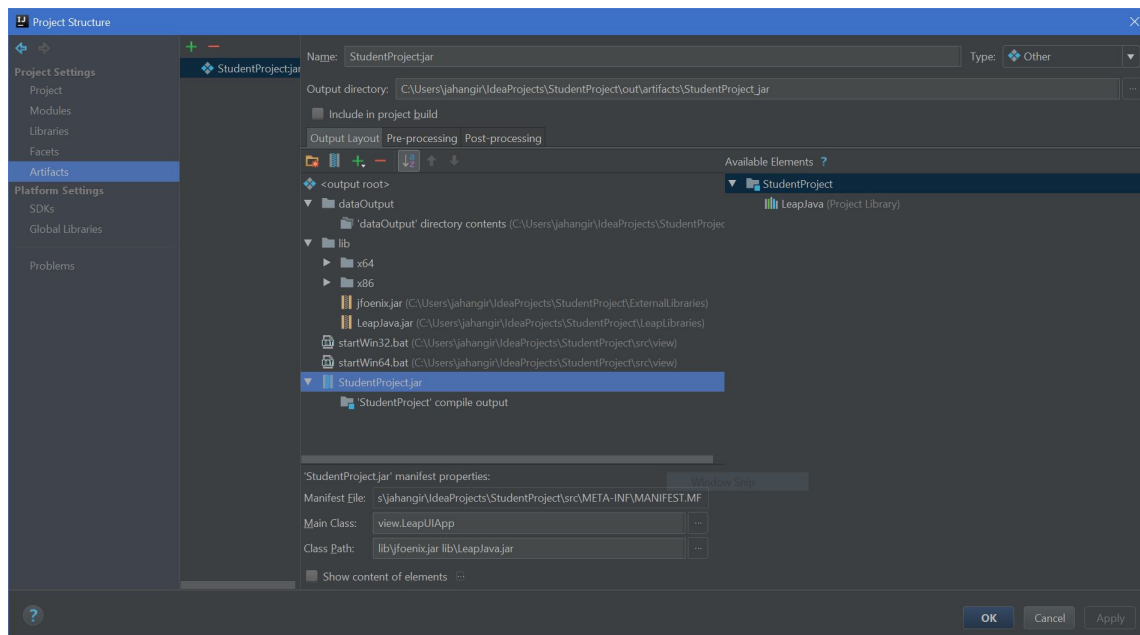 Project Structure
Project Settings
Project
Modules
Libraries
Facets
Artifacts
Platform Settings
SDKs
Global Libraries
Problems
StudentProject:jar
Name: StudentProject:jar
Type: Other
Output directory: C:\Users\jahangir\IdeaProjects\StudentProject\out\artifacts\StudentProject_jar
Include in project build
Output Layout Pre-processing Post-processing
Available Elements ?
<output root>
dataOutput
'dataOutput' directory contents (C:\Users\jahangir\IdeaProjects\StudentProjec
lib
x64
x86
jfoenix.jar (C:\Users\jahangir\IdeaProjects\StudentProject\ExternalLibraries)
LeapJava.jar (C:\Users\jahangir\IdeaProjects\StudentProject\LeapLibraries)
startWin32.bat (C:\Users\jahangir\IdeaProjects\StudentProject\src\view)
startWin64.bat (C:\Users\jahangir\IdeaProjects\StudentProject\src\view)
StudentProject.jar
'StudentProject' compile output
StudentProject
LeapJava (Project Library)
'StudentProject.jar' manifest properties:
Window Snip
Manifest File: s\jahangir\IdeaProjects\StudentProject\src\META-INF\MANIFEST.MF
Main Class: view.LeapUIApp
Class Path: lib\jfoenix.jar lib\LeapJava.jar
Show content of elements
?
OK Cancel Apply